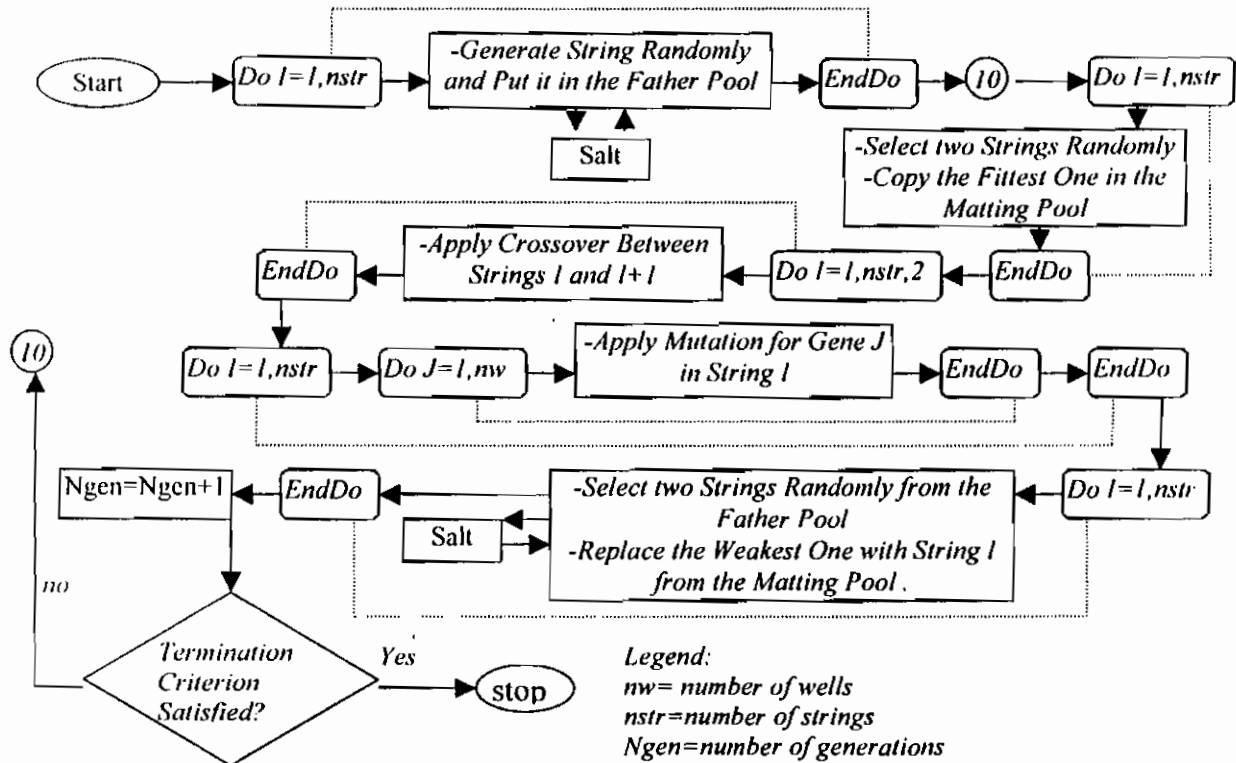 Start
Do I=1,nstr
-Generate String Randomly
and Put it in the Father Pool
Salt
EndDo
10
Do I=1,nstr
-Select two Strings Randomly
-Copy the Fittest One in the
Matting Pool
EndDo
Do I=1,nstr,2
-Apply Crossover Between
Strings I and I+1
EndDo
Do I=1,nstr
Do J=1,nw
-Apply Mutation for Gene J
in String I
EndDo
EndDo
Do I=1,nstr
-Select two Strings Randomly from the
Father Pool
-Replace the Weakest One with String I
from the Matting Pool .
Salt
EndDo
Ngen=Ngen+1
Termination
Criterion
Satisfied?
no
10
Yes
stop
Legend:
nw= number of wells
nstr=number of strings
Ngen=number of generations